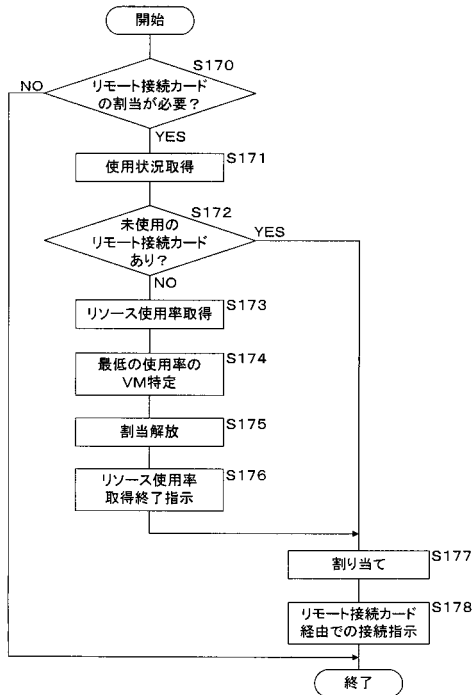 開始
S170
NO
リモート接続カード
の割当が必要？
YES
使用状況取得
S171
S172
未使用の
リモート接続カード
あり？
YES
NO
リソース使用率取得
S173
最低の使用率の
VM特定
S174
割当解放
S175
リソース使用率
取得終了指示
S176
割り当て
S177
リモート接続カード
経由での接続指示
S178
終了